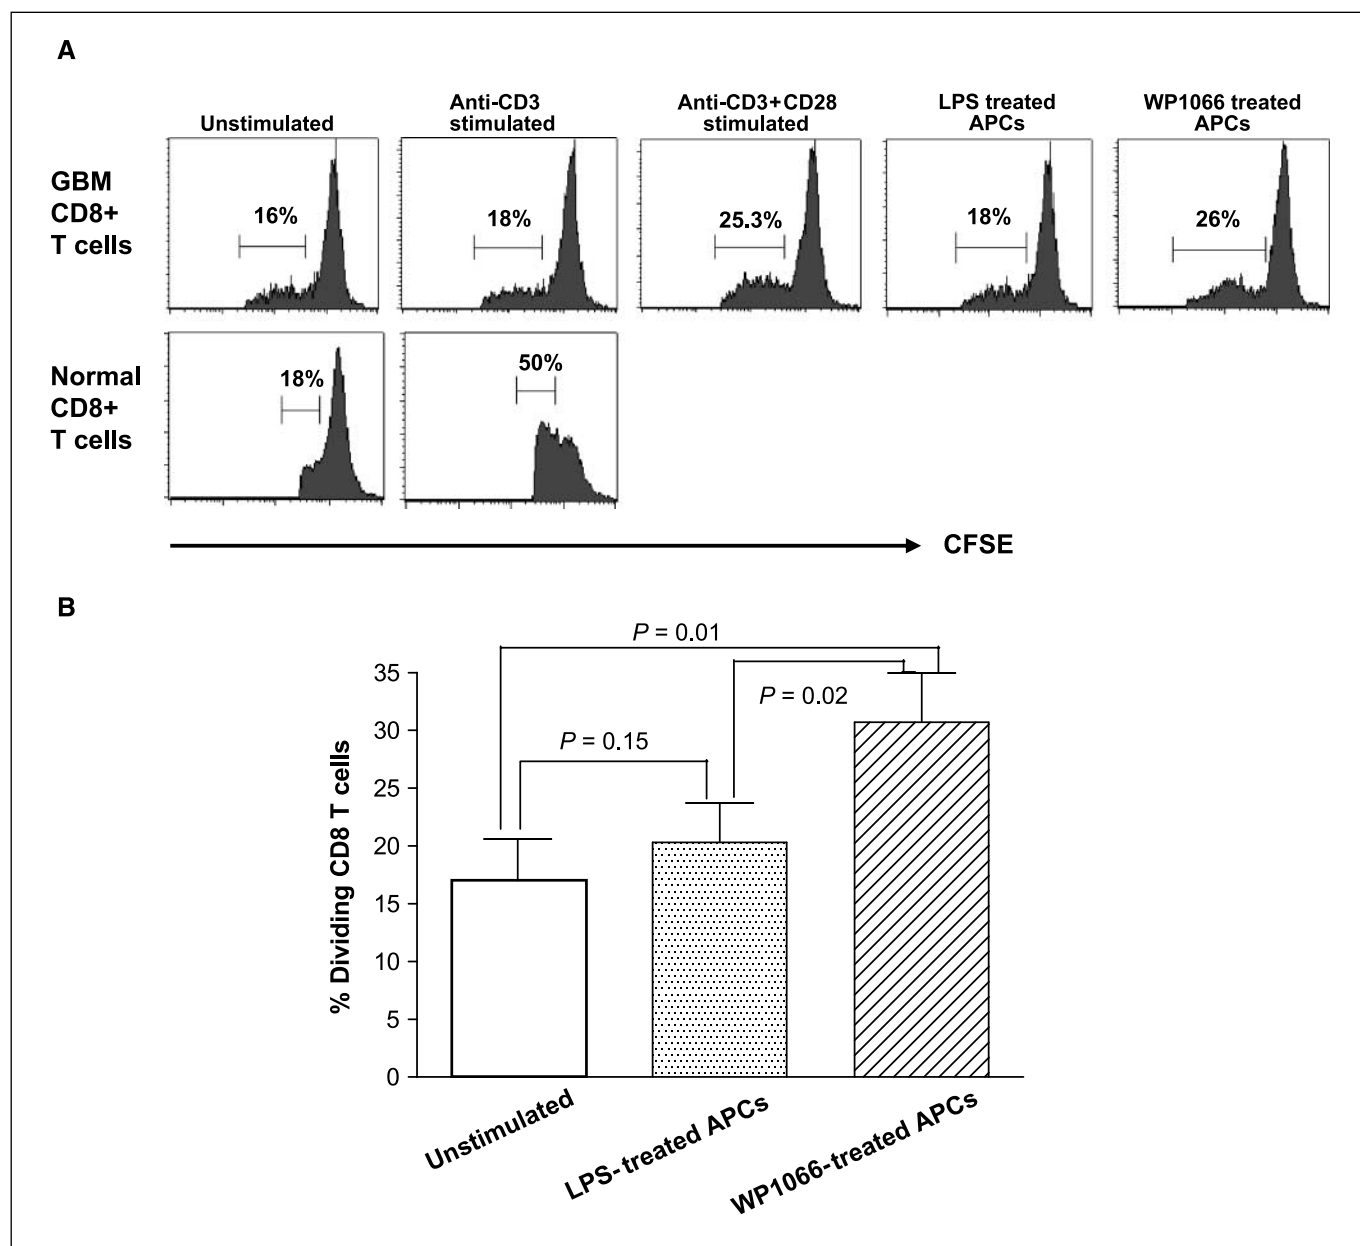 A
Unstimulated
Anti-CD3
stimulated
Anti-CD3+CD28
stimulated
LPS treated
APCs
WP1066 treated
APCs
GBM
CD8+
T cells
16%
18%
25.3%
18%
26%
Normal
CD8+
T cells
18%
50%
CFSE
B
P = 0.01
P = 0.02
P = 0.15
% Dividing CD8 T cells
35
30
25
20
15
10
5
0
Unstimulated
LPS-treated APCs
WP1066-treated APCs